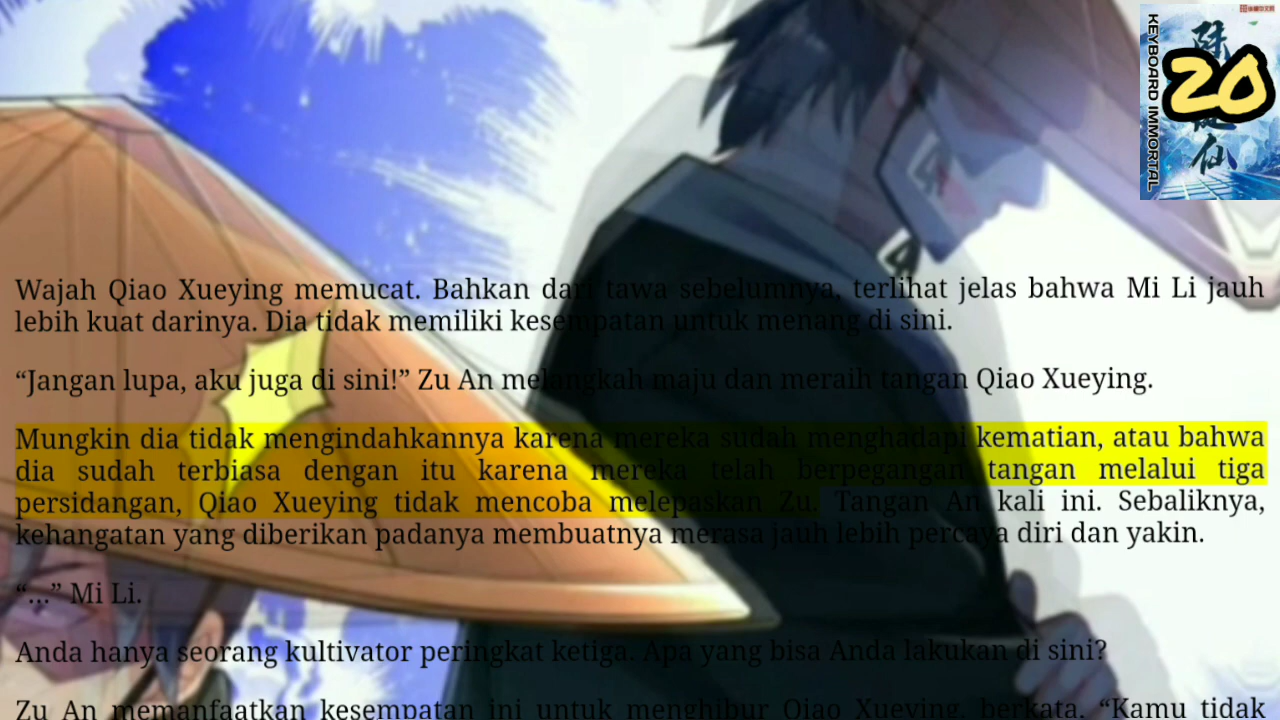 KEYBOARD IMMORTAL
20
仙
Wajah Qiao Xueying memucat. Bahkan dari tawa sebelumnya, terlihat jelas bahwa Mi Li jauh
lebih kuat darinya. Dia tidak memiliki kesempatan untuk menang di sini.
“Jangan lupa, aku juga di sini!” Zu An melangkah maju dan meraih tangan Qiao Xueying.
Mungkin dia tidak mengindahkannya karena mereka sudah menghadapi kematian, atau bahwa
dia sudah terbiasa dengan itu karena mereka telah berpegangan tangan melalui tiga
persidangan, Qiao Xueying tidak mencoba melepaskan Zu. Tangan An kali ini. Sebaliknya,
kehangatan yang diberikan padanya membuatnya merasa jauh lebih percaya diri dan yakin.
“...” Mi Li.
Anda hanya seorang kultivator peringkat ketiga. Apa yang bisa Anda lakukan di sini?
Zu An memanfaatkan kesempatan ini untuk menghibur Qiao Xueying, berkata, “Kamu tidak